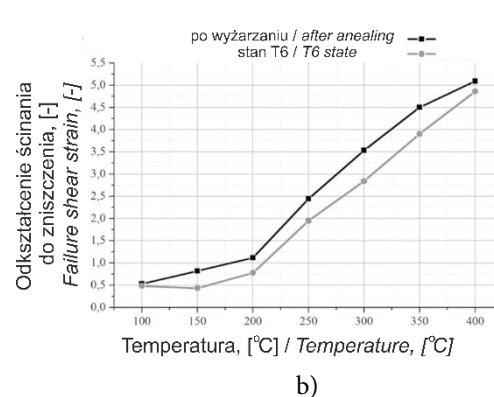 po wyżarzaniu / after anealing
stan T6 / T6 state
Odkształcenie ścinania
do zniszczenia, [-]
Failure shear strain, [-]
5,5
5,0
4,5
4,0
3,5
3,0
2,5
2,0
1,5
1,0
0,5
0,0
100 150 200 250 300 350 400
Temperatura, [°C] / Temperature, [°C]
b)